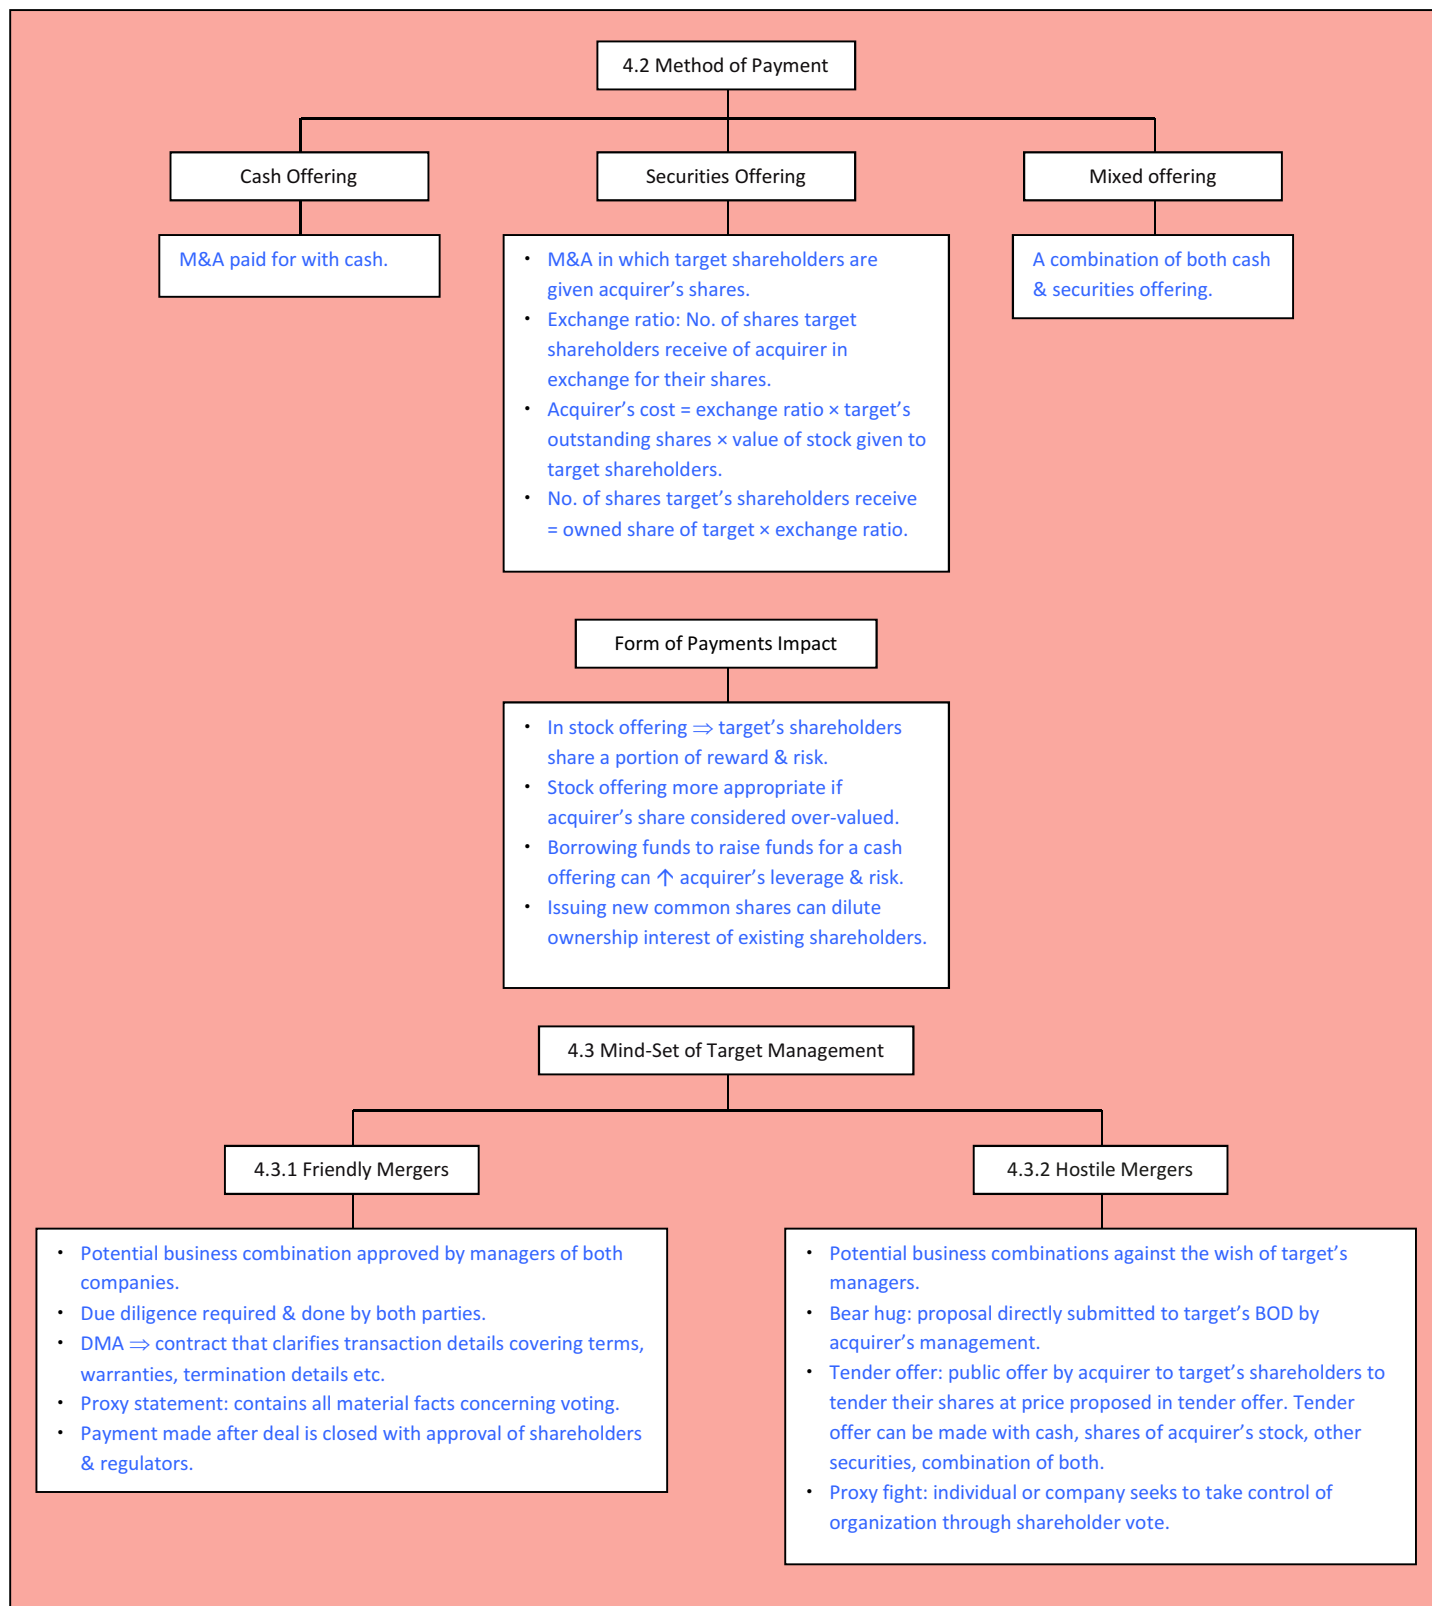 4.2 Method of Payment
Cash Offering
Securities Offering
Mixed offering
M&A paid for with cash.
• M&A in which target shareholders are
given acquirer’s shares.
• Exchange ratio: No. of shares target
shareholders receive of acquirer in
exchange for their shares.
• Acquirer’s cost = exchange ratio × target’s
outstanding shares × value of stock given to
target shareholders.
• No. of shares target’s shareholders receive
= owned share of target × exchange ratio.
A combination of both cash
& securities offering.
Form of Payments Impact
• In stock offering ⇒ target’s shareholders
share a portion of reward & risk.
• Stock offering more appropriate if
acquirer’s share considered over-valued.
• Borrowing funds to raise funds for a cash
offering can ↑ acquirer’s leverage & risk.
• Issuing new common shares can dilute
ownership interest of existing shareholders.
4.3 Mind-Set of Target Management
4.3.1 Friendly Mergers
• Potential business combination approved by managers of both
companies.
• Due diligence required & done by both parties.
• DMA ⇒ contract that clarifies transaction details covering terms,
warranties, termination details etc.
• Proxy statement: contains all material facts concerning voting.
• Payment made after deal is closed with approval of shareholders
& regulators.
4.3.2 Hostile Mergers
• Potential business combinations against the wish of target’s
managers.
• Bear hug: proposal directly submitted to target’s BOD by
acquirer’s management.
• Tender offer: public offer by acquirer to target’s shareholders to
tender their shares at price proposed in tender offer. Tender
offer can be made with cash, shares of acquirer’s stock, other
securities, combination of both.
• Proxy fight: individual or company seeks to take control of
organization through shareholder vote.